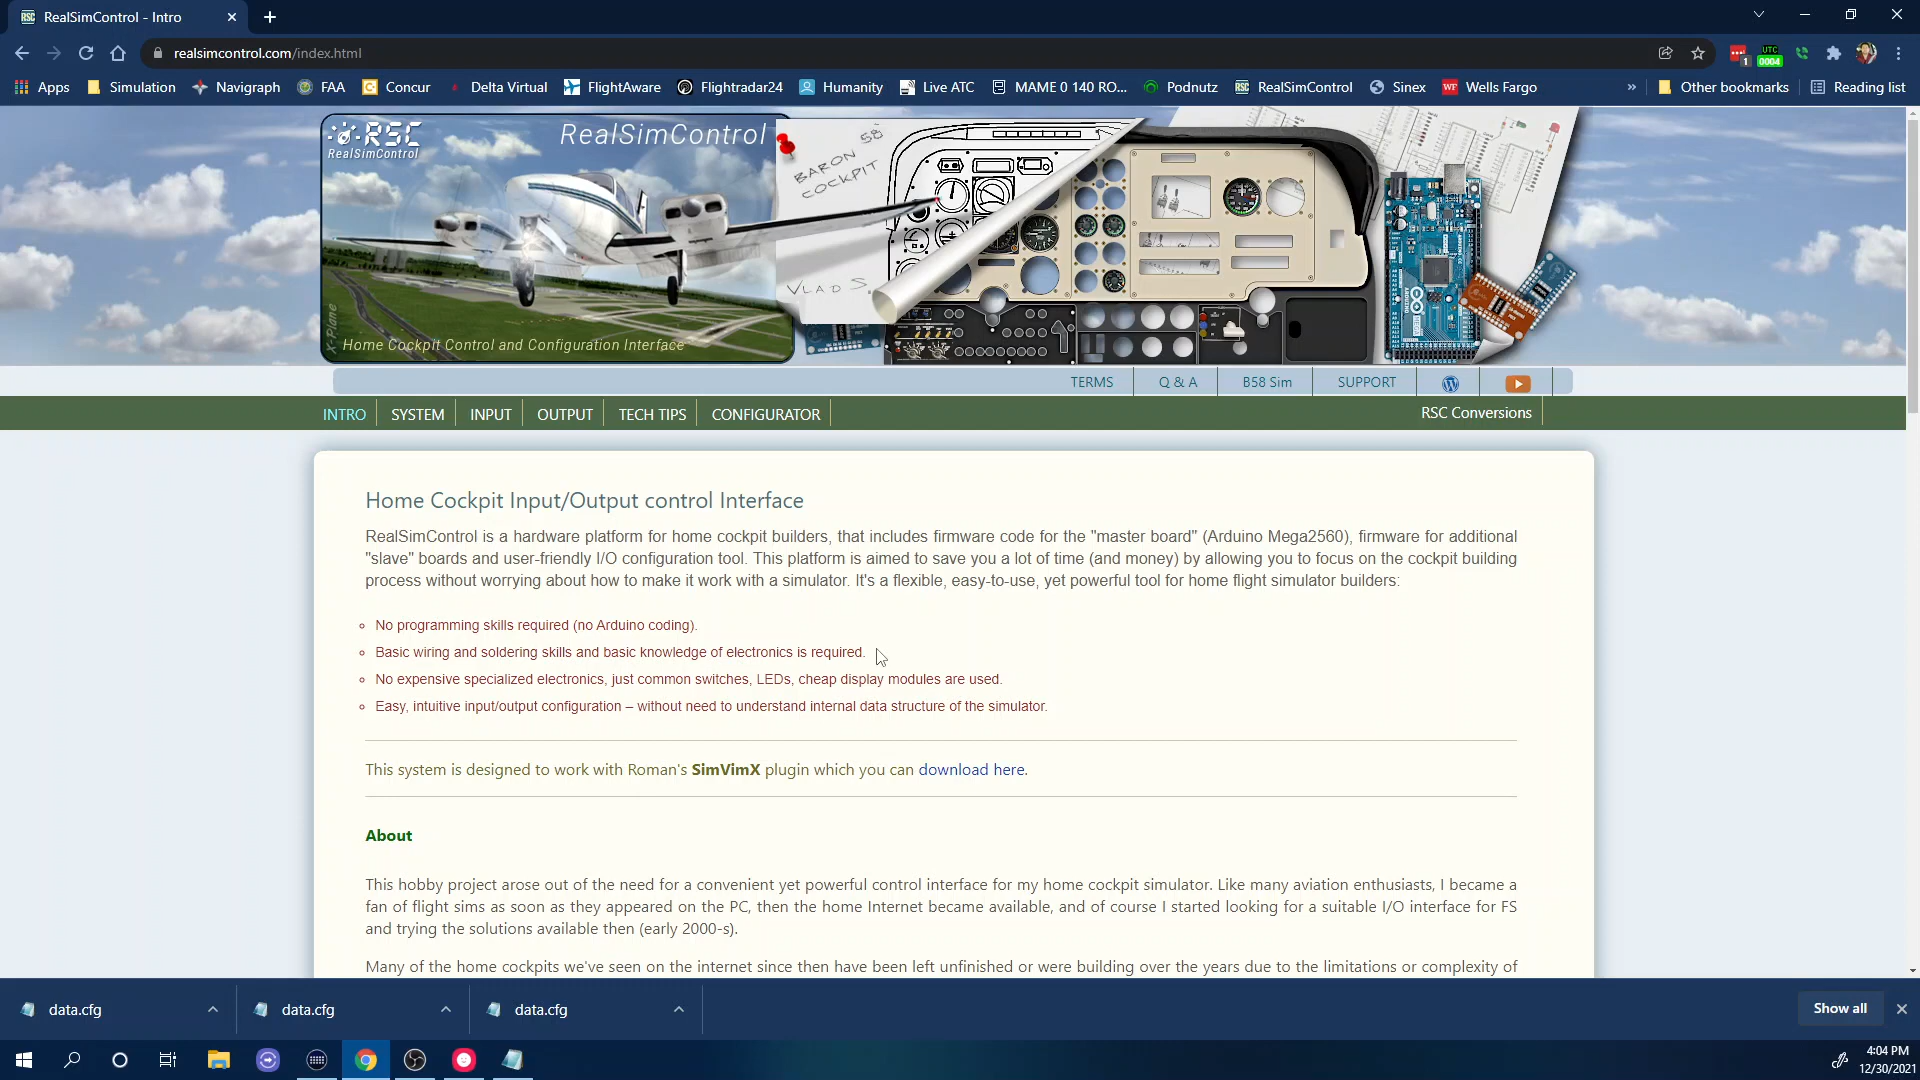 RealSimControl - Intro
realsimcontrol.com/index.html
1
UTC
0004
Apps
Simulation
Navigraph
FAA
Concur
Delta Virtual
FlightAware
Flightradar24
Humanity
Live ATC
MAME 0 140 RO...
Podnutz
RSC
RealSimControl
Sinex
WF
Wells Fargo
»
Other bookmarks
Reading list
RSC
RealSimControl
RealSimControl
BARON 58
COCKPIT
VLAD S.
X-Plane
Home Cockpit Control and Configuration Interface
ARDUINO
TERMS
Q & A
B58 Sim
SUPPORT
INTRO
SYSTEM
INPUT
OUTPUT
TECH TIPS
CONFIGURATOR
RSC Conversions
Home Cockpit Input/Output control Interface
RealSimControl is a hardware platform for home cockpit builders, that includes firmware code for the "master board" (Arduino Mega2560), firmware for additional
"slave" boards and user-friendly I/O configuration tool. This platform is aimed to save you a lot of time (and money) by allowing you to focus on the cockpit building
process without worrying about how to make it work with a simulator. It's a flexible, easy-to-use, yet powerful tool for home flight simulator builders:
No programming skills required (no Arduino coding).
Basic wiring and soldering skills and basic knowledge of electronics is required.
No expensive specialized electronics, just common switches, LEDs, cheap display modules are used.
Easy, intuitive input/output configuration – without need to understand internal data structure of the simulator.
This system is designed to work with Roman's SimVimX plugin which you can download here.
About
This hobby project arose out of the need for a convenient yet powerful control interface for my home cockpit simulator. Like many aviation enthusiasts, I became a
fan of flight sims as soon as they appeared on the PC, then the home Internet became available, and of course I started looking for a suitable I/O interface for FS
and trying the solutions available then (early 2000-s).
Many of the home cockpits we've seen on the internet since then have been left unfinished or were building over the years due to the limitations or complexity of
data.cfg
data.cfg
data.cfg
Show all
4:04 PM
12/30/2021